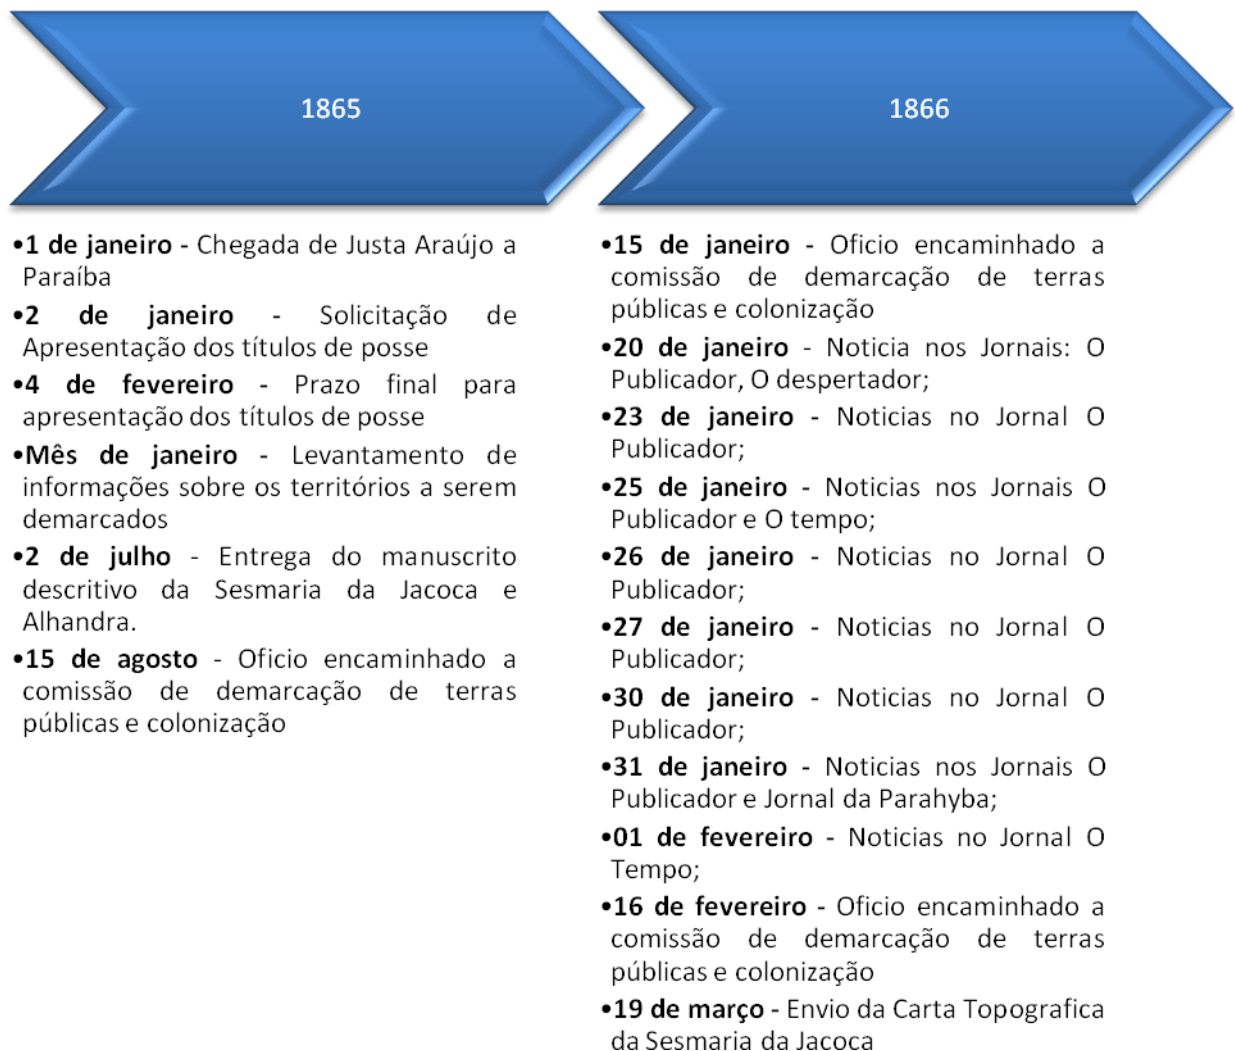 1865
•1 de janeiro - Chegada de Justa Araújo a
Paraíba
•2 de janeiro - Solicitação de
Apresentação dos títulos de posse
•4 de fevereiro - Prazo final para
apresentação dos títulos de posse
•Mês de janeiro - Levantamento de
informações sobre os territórios a serem
demarcados
•2 de julho - Entrega do manuscrito
descritivo da Sesmaria da Jacoca e
Alhandra.
•15 de agosto - Oficio encaminhado a
comissão de demarcação de terras
públicas e colonização
1866
•15 de janeiro - Oficio encaminhado a
comissão de demarcação de terras
públicas e colonização
•20 de janeiro - Noticia nos Jornais: O
Publicador, O despertador;
•23 de janeiro - Noticias no Jornal O
Publicador;
•25 de janeiro - Noticias nos Jornais O
Publicador e O tempo;
•26 de janeiro - Noticias no Jornal O
Publicador;
•27 de janeiro - Noticias no Jornal O
Publicador;
•30 de janeiro - Noticias no Jornal O
Publicador;
•31 de janeiro - Noticias nos Jornais O
Publicador e Jornal da Parahyba;
•01 de fevereiro - Noticias no Jornal O
Tempo;
•16 de fevereiro - Oficio encaminhado a
comissão de demarcação de terras
públicas e colonização
•19 de março - Envio da Carta Topografica
da Sesmaria da Jacoca